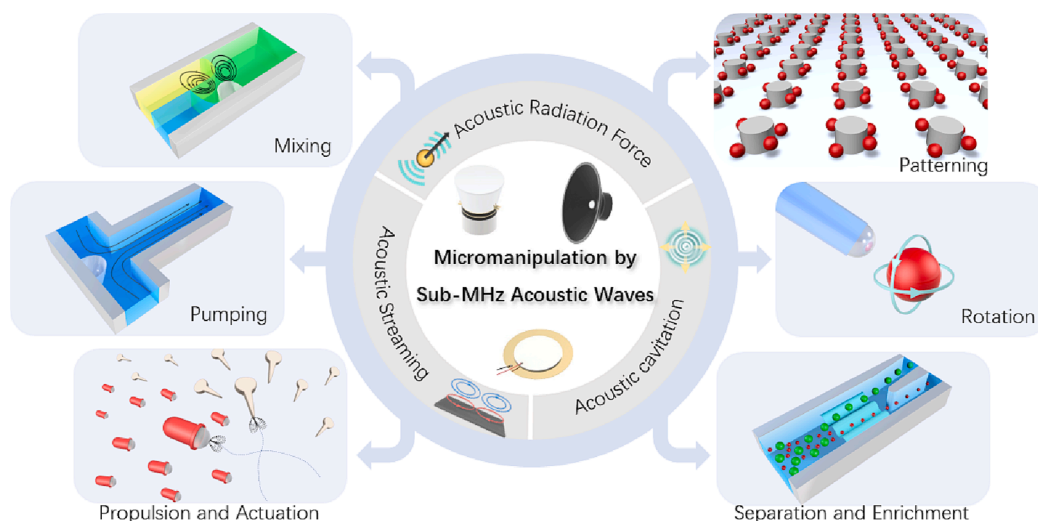 Mixing
Patterning
Acoustic Radiation Force
Pumping
Acoustic Streaming
Micromanipulation by
Sub-MHz Acoustic Waves
Acoustic cavitation
Rotation
Propulsion and Actuation
Separation and Enrichment